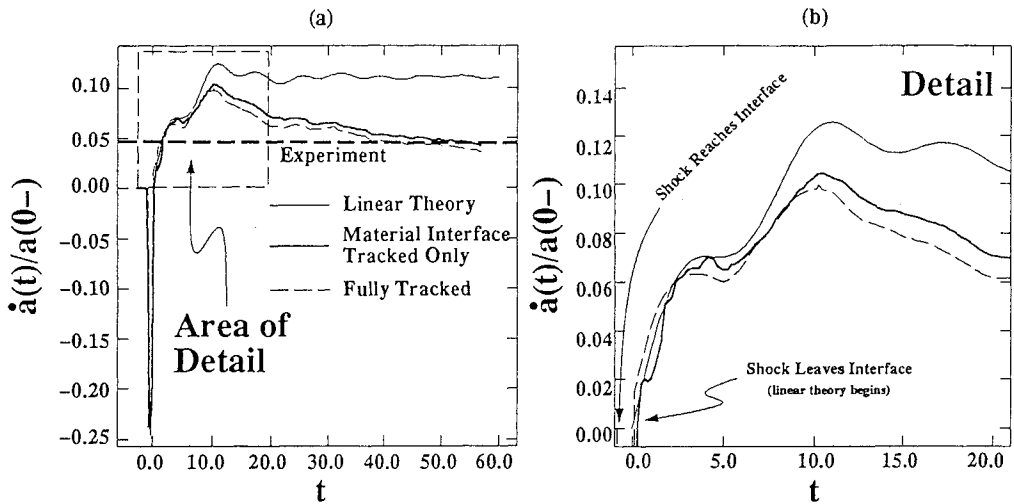 (a)
ȧ(t)/a(0−)
0.10
0.05
0.00
−0.05
−0.10
−0.15
−0.20
−0.25
Experiment
Linear Theory
Material Interface
Tracked Only
Fully Tracked
Area of
Detail
0.0 10.0 20.0 30.0 40.0 50.0 60.0
t
(b)
Detail
ȧ(t)/a(0−)
0.14
0.12
0.10
0.08
0.06
0.04
0.02
0.00
Shock Reaches Interface
Shock Leaves Interface
(linear theory begins)
0.0 5.0 10.0 15.0 20.0
t